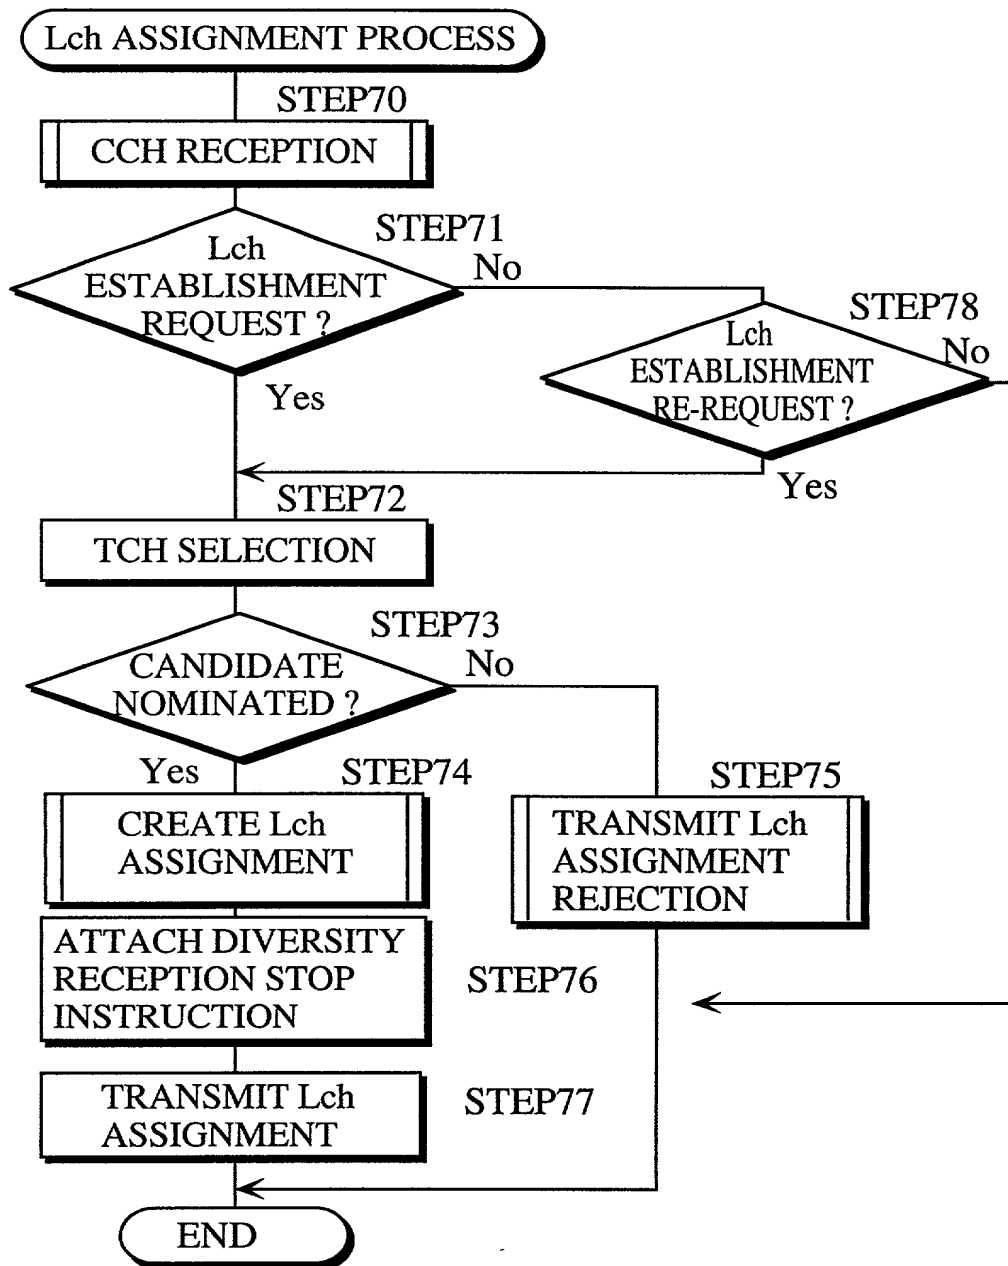 Lch ASSIGNMENT PROCESS
STEP70
CCH RECEPTION
STEP71
Lch
ESTABLISHMENT
REQUEST ?
No
Yes
STEP78
Lch
ESTABLISHMENT
RE-REQUEST ?
No
Yes
STEP72
TCH SELECTION
STEP73
CANDIDATE
NOMINATED ?
No
Yes
STEP74
CREATE Lch
ASSIGNMENT
STEP75
TRANSMIT Lch
ASSIGNMENT
REJECTION
ATTACH DIVERSITY
RECEPTION STOP
INSTRUCTION
STEP76
TRANSMIT Lch
ASSIGNMENT
STEP77
END